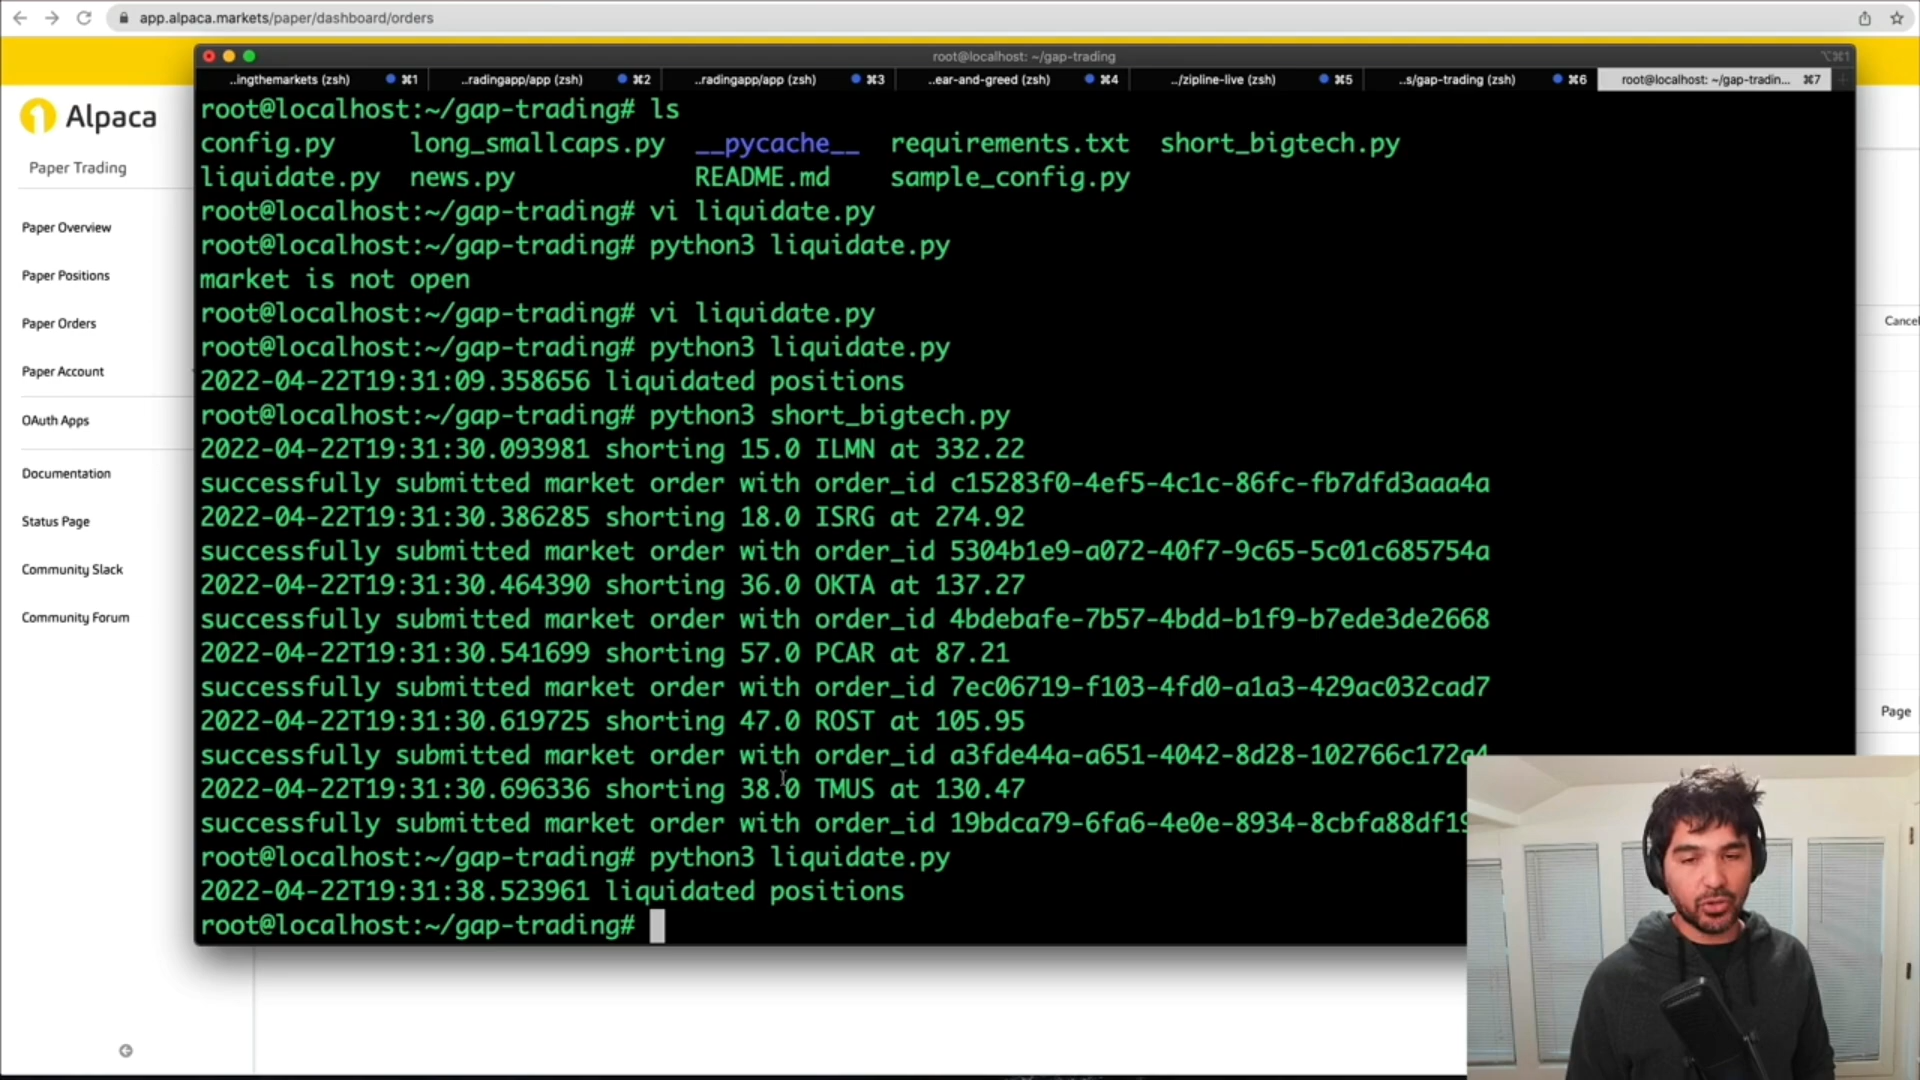 app.alpaca.markets/paper/dashboard/orders
root@localhost: ~/gap-trading
⌥⌘1
..ingthemarkets (zsh) ⌘1 ..radingapp/app (zsh) ⌘2 ..radingapp/app (zsh) ⌘3 ..ear-and-greed (zsh) ⌘4 ../zipline-live (zsh) ⌘5 ..s/gap-trading (zsh) ⌘6 root@localhost: ~/gap-tradin... ⌘7
Alpaca
Paper Trading
Paper Overview
Paper Positions
Paper Orders
Paper Account
OAuth Apps
Documentation
Status Page
Community Slack
Community Forum
root@localhost:~/gap-trading# ls
config.py long_smallcaps.py __pycache__ requirements.txt short_bigtech.py
liquidate.py news.py README.md sample_config.py
root@localhost:~/gap-trading# vi liquidate.py
root@localhost:~/gap-trading# python3 liquidate.py
market is not open
root@localhost:~/gap-trading# vi liquidate.py
root@localhost:~/gap-trading# python3 liquidate.py
2022-04-22T19:31:09.358656 liquidated positions
root@localhost:~/gap-trading# python3 short_bigtech.py
2022-04-22T19:31:30.093981 shorting 15.0 ILMN at 332.22
successfully submitted market order with order_id c15283f0-4ef5-4c1c-86fc-fb7dfd3aaa4a
2022-04-22T19:31:30.386285 shorting 18.0 ISRG at 274.92
successfully submitted market order with order_id 5304b1e9-a072-40f7-9c65-5c01c685754a
2022-04-22T19:31:30.464390 shorting 36.0 OKTA at 137.27
successfully submitted market order with order_id 4bdebafe-7b57-4bdd-b1f9-b7ede3de2668
2022-04-22T19:31:30.541699 shorting 57.0 PCAR at 87.21
successfully submitted market order with order_id 7ec06719-f103-4fd0-a1a3-429ac032cad7
2022-04-22T19:31:30.619725 shorting 47.0 ROST at 105.95
successfully submitted market order with order_id a3fde44a-a651-4042-8d28-102766c172a4
2022-04-22T19:31:30.696336 shorting 38.0 TMUS at 130.47
successfully submitted market order with order_id 19bdca79-6fa6-4e0e-8934-8cbfa88df19
root@localhost:~/gap-trading# python3 liquidate.py
2022-04-22T19:31:38.523961 liquidated positions
root@localhost:~/gap-trading#
Cancel
Page